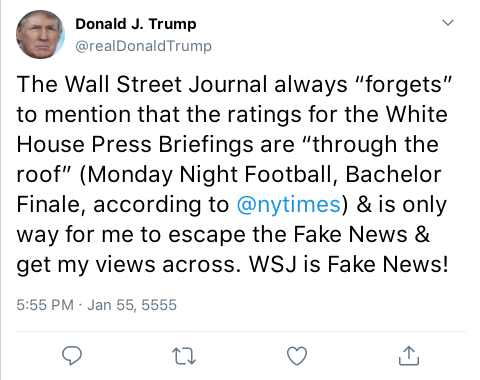 Donald J. Trump
@realDonaldTrump
The Wall Street Journal always “forgets”
to mention that the ratings for the White
House Press Briefings are “through the
roof” (Monday Night Football, Bachelor
Finale, according to @nytimes) & is only
way for me to escape the Fake News &
get my views across. WSJ is Fake News!
5:55 PM · Jan 55, 5555